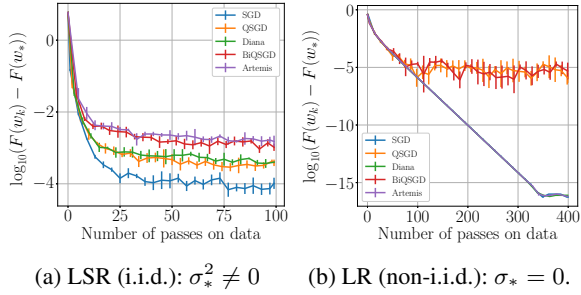 SGD
QSGD
Diana
BiQSGD
Artemis
log₁₀(F(wₖ) − F(w∗))
0
−2
−4
0 25 50 75 100
Number of passes on data
(a) LSR (i.i.d.): σ∗² ≠ 0
log₁₀(F(wₖ) − F(w∗))
0
−5
−10
−15
SGD
QSGD
Diana
BiQSGD
Artemis
0 100 200 300 400
Number of passes on data
(b) LR (non-i.i.d.): σ∗ = 0.